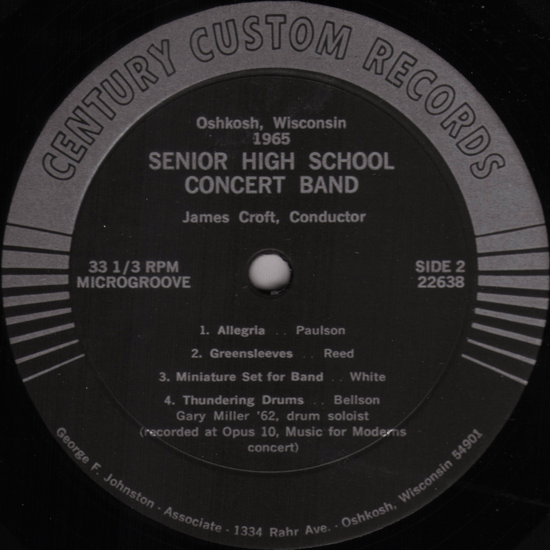 CENTURY CUSTOM RECORDS
Oshkosh, Wisconsin
1965
SENIOR HIGH SCHOOL
CONCERT BAND
James Croft, Conductor
33 1/3 RPM
MICROGROOVE
SIDE 2
22638
1. Allegria .. Paulson
2. Greensleeves .. Reed
3. Miniature Set for Band .. White
4. Thundering Drums .. Bellson
Gary Miller '62, drum soloist
(recorded at Opus 10, Music for Moderns
concert)
George F. Johnston - Associate - 1334 Rahr Ave. - Oshkosh, Wisconsin 54901